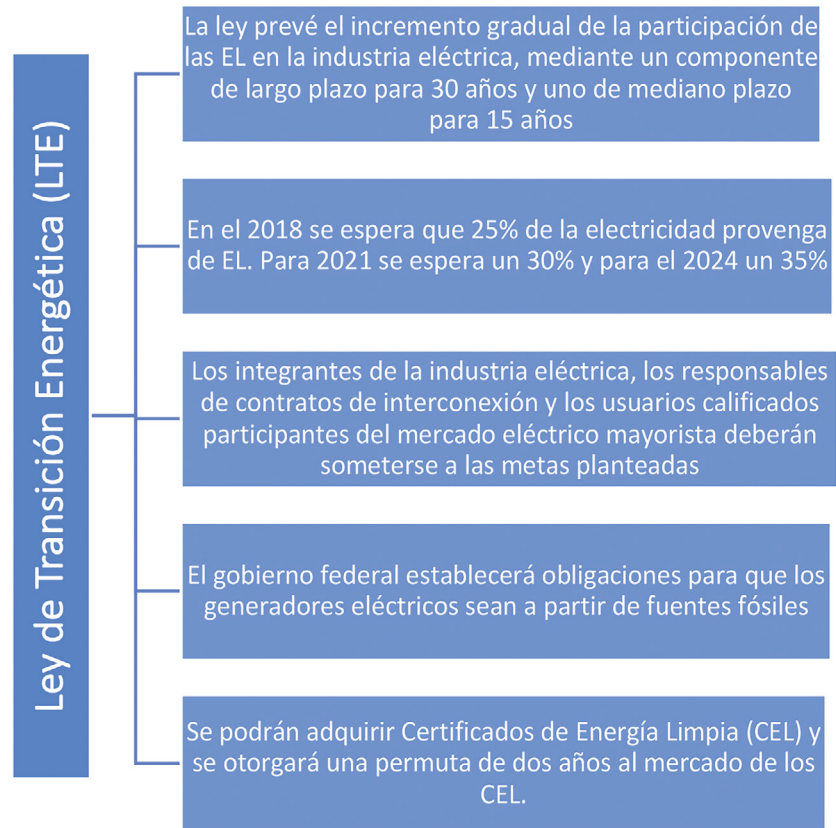 Ley de Transición Energética (LTE)
La ley prevé el incremento gradual de la participación de
las EL en la industria eléctrica, mediante un componente
de largo plazo para 30 años y uno de mediano plazo
para 15 años
En el 2018 se espera que 25% de la electricidad provenga
de EL. Para 2021 se espera un 30% y para el 2024 un 35%
Los integrantes de la industria eléctrica, los responsables
de contratos de interconexión y los usuarios calificados
participantes del mercado eléctrico mayorista deberán
someterse a las metas planteadas
El gobierno federal establecerá obligaciones para que los
generadores eléctricos sean a partir de fuentes fósiles
Se podrán adquirir Certificados de Energía Limpia (CEL) y
se otorgará una permuta de dos años al mercado de los
CEL.